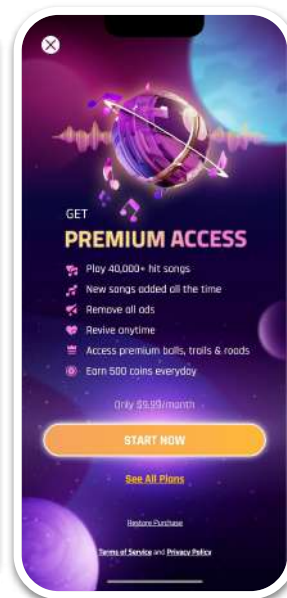 GET
PREMIUM ACCESS
Play 40,000+ hit songs
New songs added all the time
Remove all ads
Revive anytime
Access premium balls, trails & roads
Earn 500 coins everyday
Only $9.99/month
START NOW
See All Plans
Restore Purchase
Terms of Service and Privacy Policy